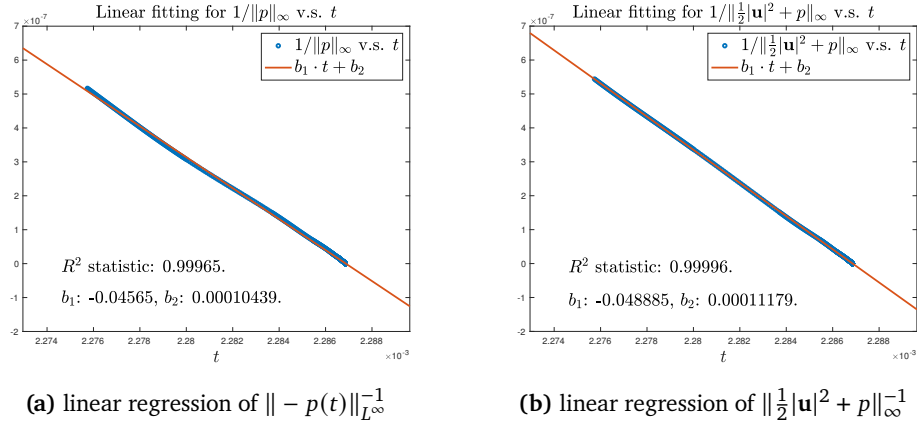 Linear fitting for 1/‖p‖∞ v.s. t
×10⁻⁷
7
6
5
4
3
2
1
0
-1
-2
1/‖p‖∞ v.s. t
b₁ · t + b₂
R² statistic: 0.99965.
b₁: -0.04565, b₂: 0.00010439.
2.276 2.278 2.28 2.282 2.284 2.286 2.288
t
×10⁻³
(a) linear regression of ‖ − p(t)‖_{L^∞}^{−1}
Linear fitting for 1/‖½|u|² + p‖∞ v.s. t
×10⁻⁷
7
6
5
4
3
2
1
0
-1
-2
1/‖½|u|² + p‖∞ v.s. t
b₁ · t + b₂
R² statistic: 0.99996.
b₁: -0.048885, b₂: 0.00011179.
2.276 2.278 2.28 2.282 2.284 2.286 2.288
t
×10⁻³
(b) linear regression of ‖½|u|² + p‖_∞^{−1}